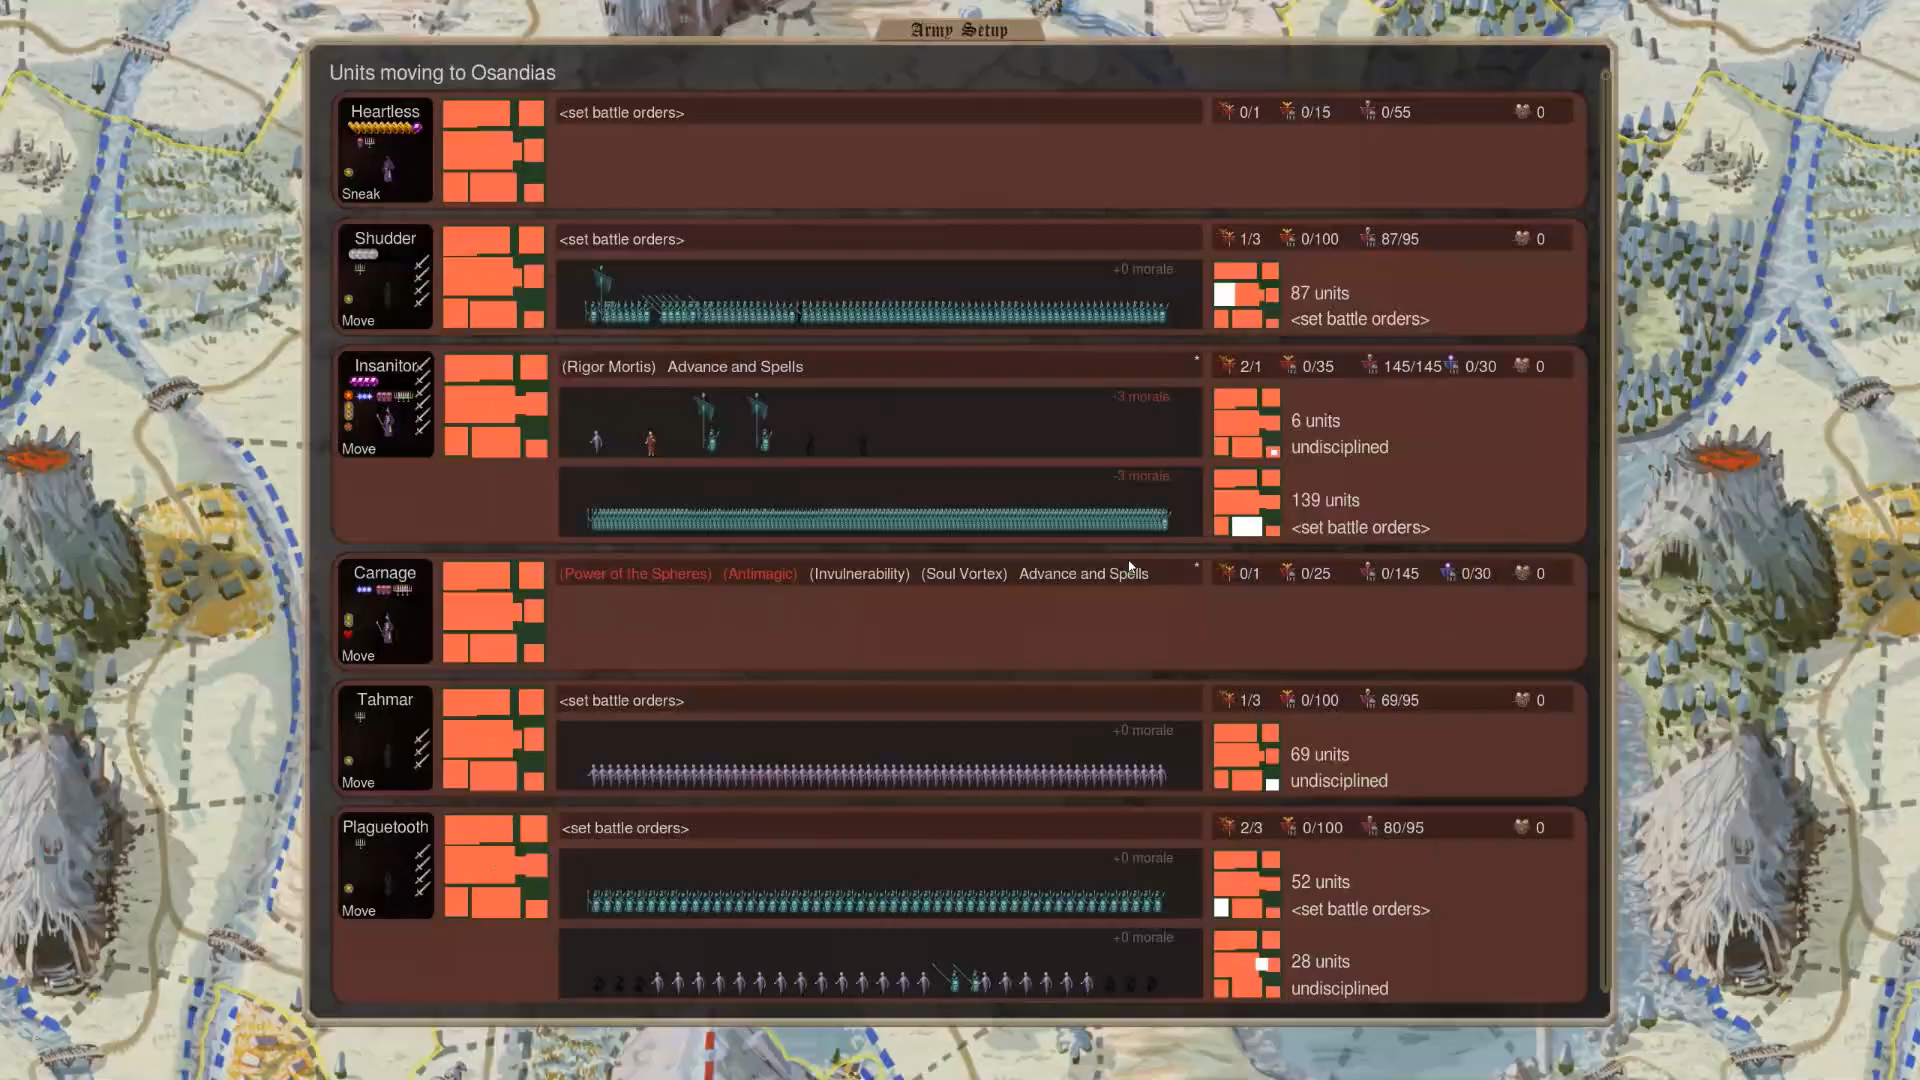 Army Setup
Units moving to Osandias
Heartless
<set battle orders>
0/1 0/15 0/55 0
Sneak
Shudder
<set battle orders>
1/3 0/100 87/95 0
+0 morale
87 units
<set battle orders>
Move
Insanitor
(Rigor Mortis) Advance and Spells *
2/1 0/35 145/145 0/30 0
-3 morale
6 units
undisciplined
Move
-3 morale
139 units
<set battle orders>
Carnage
(Power of the Spheres) (Antimagic) (Invulnerability) (Soul Vortex) Advance and Spells *
0/1 0/25 0/145 0/30 0
Move
Tahmar
<set battle orders>
1/3 0/100 69/95 0
+0 morale
69 units
undisciplined
Move
Plaguetooth
<set battle orders>
2/3 0/100 80/95 0
+0 morale
52 units
<set battle orders>
Move
+0 morale
28 units
undisciplined